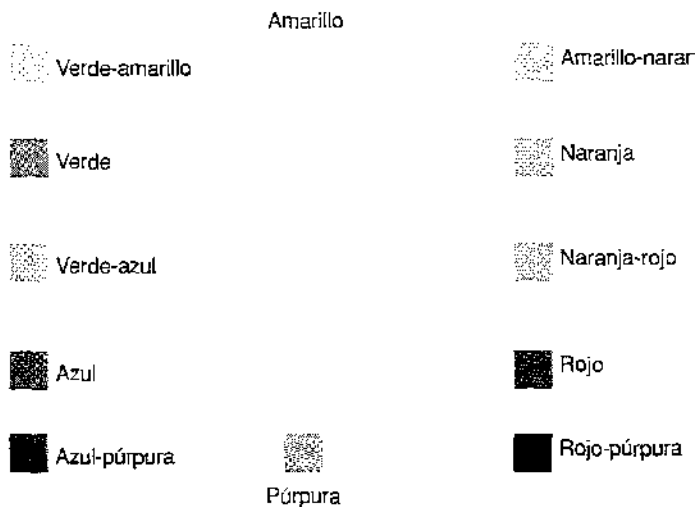 Amarillo
Verde-amarillo
Amarillo-narar
Verde
Naranja
Verde-azul
Naranja-rojo
Azul
Rojo
Azul-púrpura
Rojo-púrpura
Púrpura